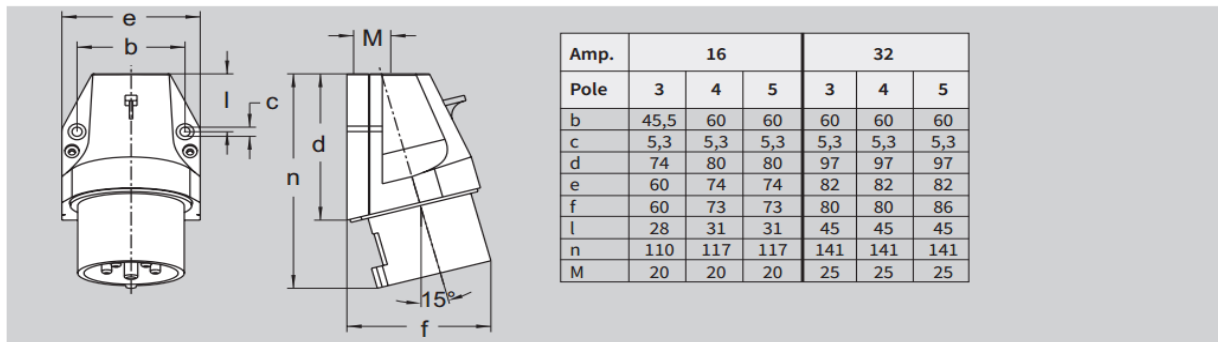 e
b
M
l
c
d
n
15°
f
Amp. 16 32
Pole 3 4 5 3 4 5
b 45,5 60 60 60 60 60
c 5,3 5,3 5,3 5,3 5,3 5,3
d 74 80 80 97 97 97
e 60 74 74 82 82 82
f 60 73 73 80 80 86
l 28 31 31 45 45 45
n 110 117 117 141 141 141
M 20 20 20 25 25 25